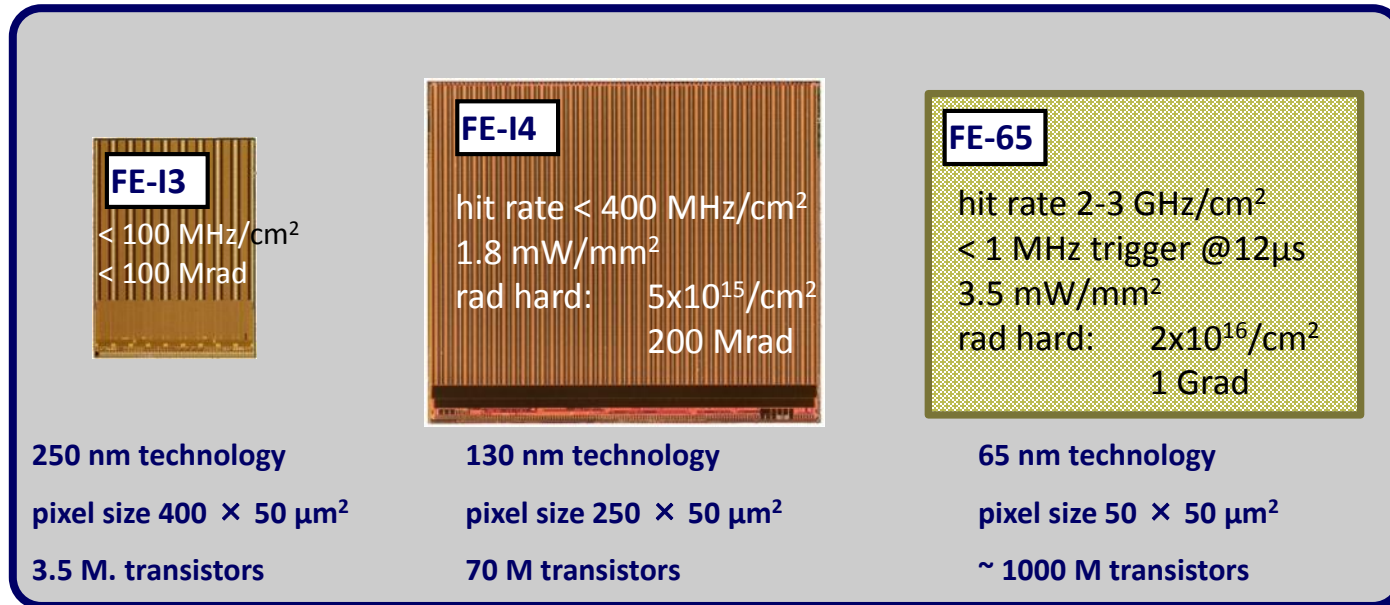 FE-I3
< 100 MHz/cm²
< 100 Mrad
250 nm technology
pixel size 400 × 50 µm²
3.5 M. transistors
FE-I4
hit rate < 400 MHz/cm²
1.8 mW/mm²
rad hard: 5x10¹⁵/cm²
200 Mrad
130 nm technology
pixel size 250 × 50 µm²
70 M transistors
FE-65
hit rate 2-3 GHz/cm²
< 1 MHz trigger @12µs
3.5 mW/mm²
rad hard: 2x10¹⁶/cm²
1 Grad
65 nm technology
pixel size 50 × 50 µm²
~ 1000 M transistors